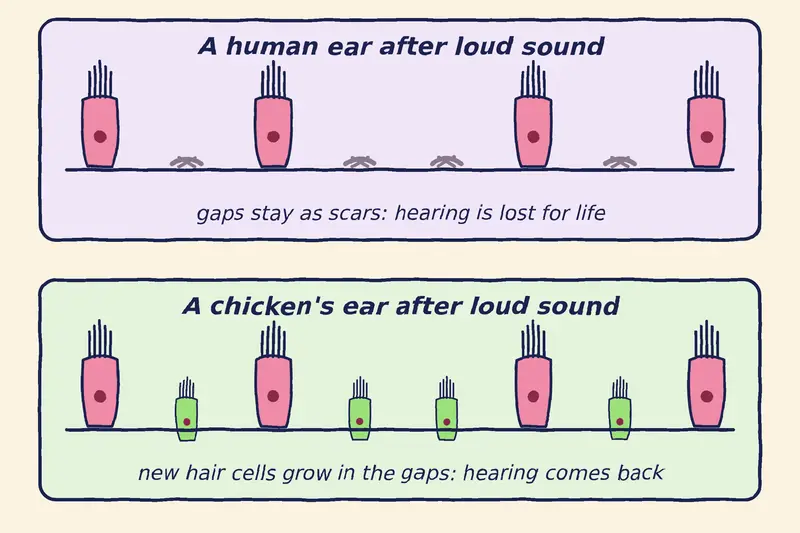 A human ear after loud sound
gaps stay as scars: hearing is lost for life
A chicken's ear after loud sound
new hair cells grow in the gaps: hearing comes back